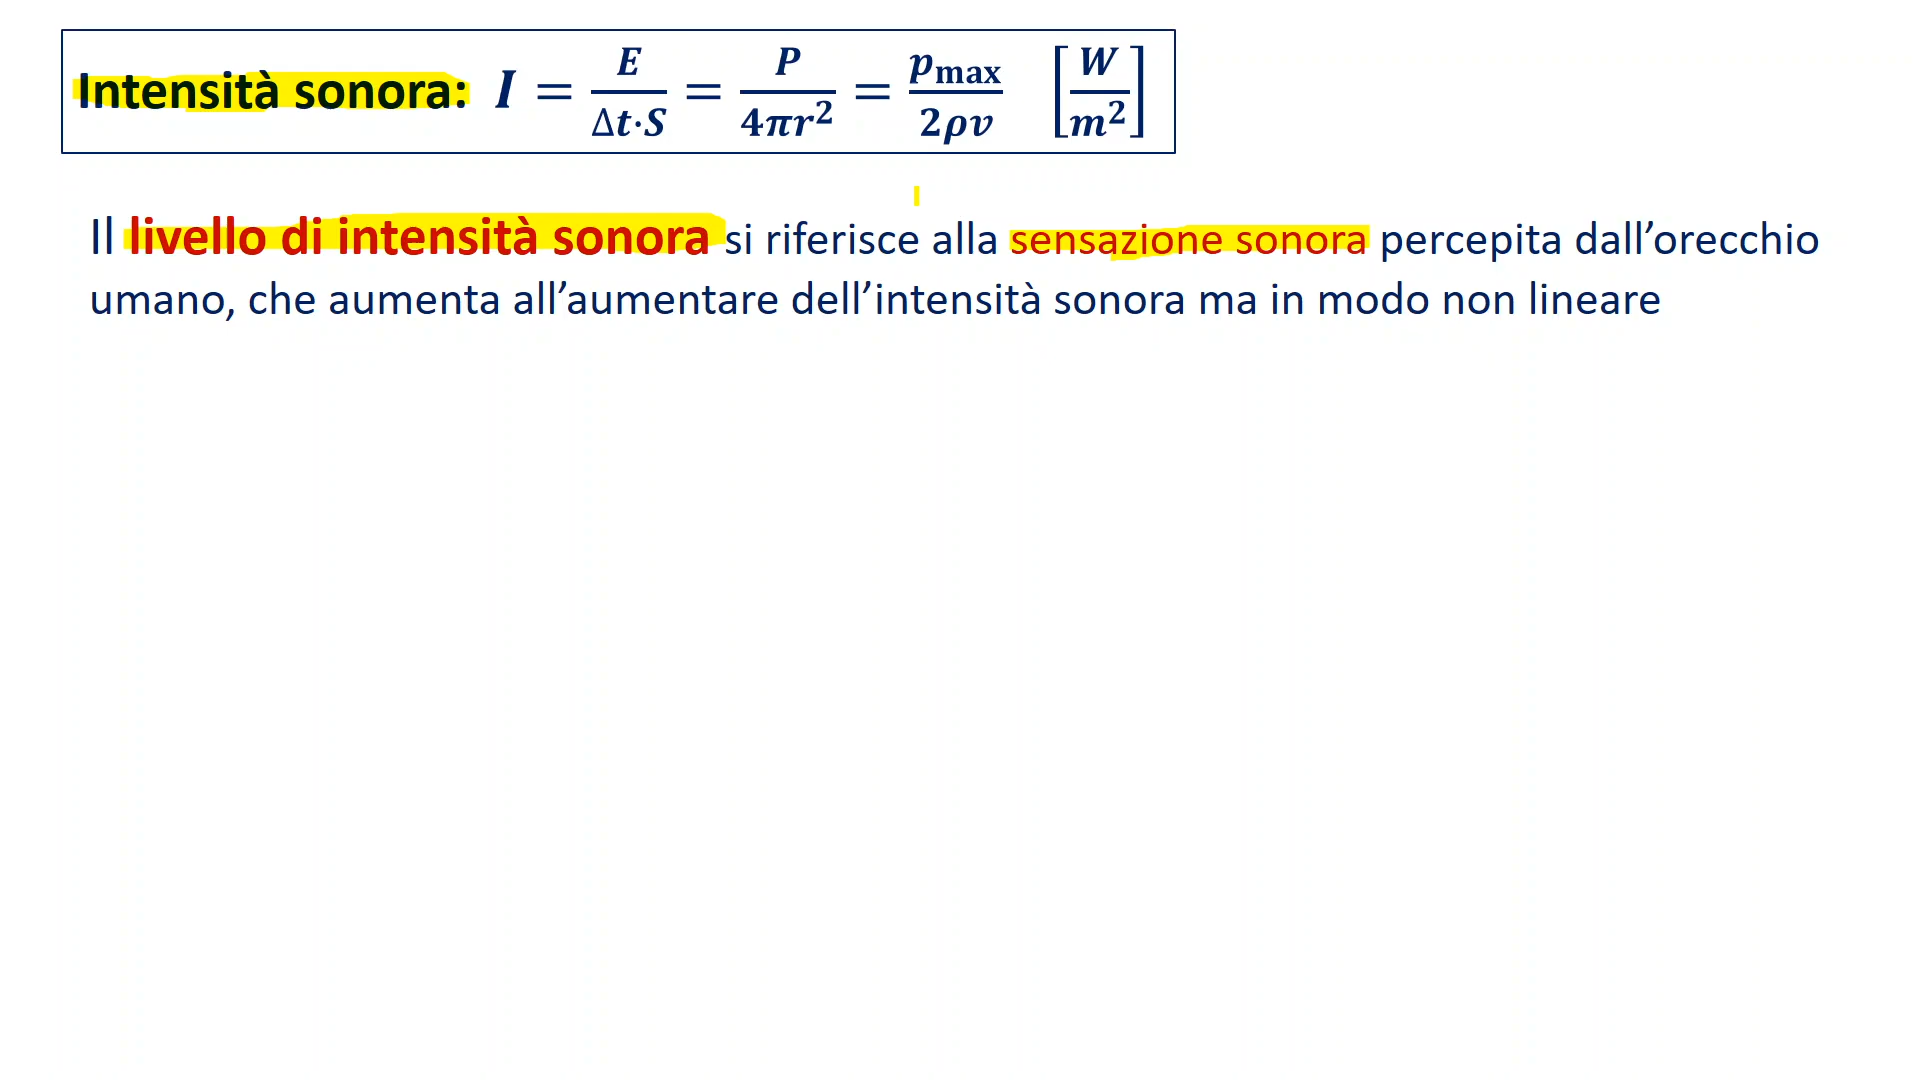 Intensità sonora: I = E/(Δt·S) = P/(4πr²) = p_max/(2ρv) [W/m²]
Il livello di intensità sonora si riferisce alla sensazione sonora percepita dall’orecchio
umano, che aumenta all’aumentare dell’intensità sonora ma in modo non lineare